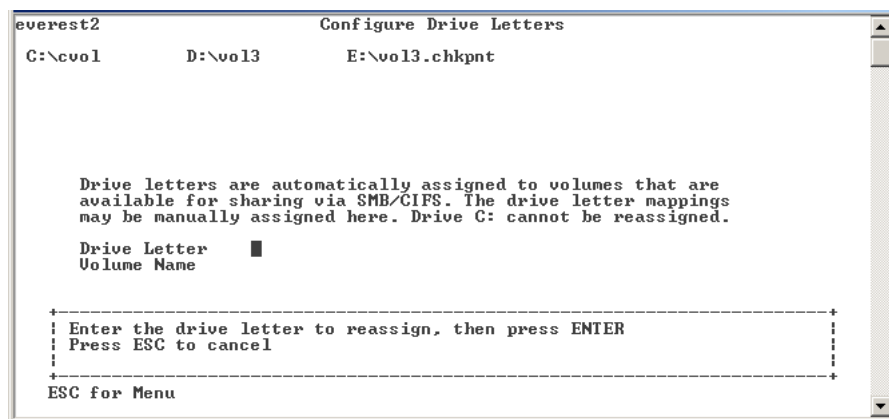 everest2 Configure Drive Letters
C:\cvol D:\vol3 E:\vol3.chkpnt
Drive letters are automatically assigned to volumes that are
available for sharing via SMB/CIFS. The drive letter mappings
may be manually assigned here. Drive C: cannot be reassigned.
Drive Letter
Volume Name
Enter the drive letter to reassign, then press ENTER
Press ESC to cancel
ESC for Menu